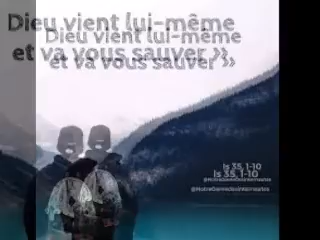 Dieu vient lui-même
et va vous sauver »
Dieu vient lui-même
et va vous sauver »
Is 35, 1-10
Is 35, 1-10